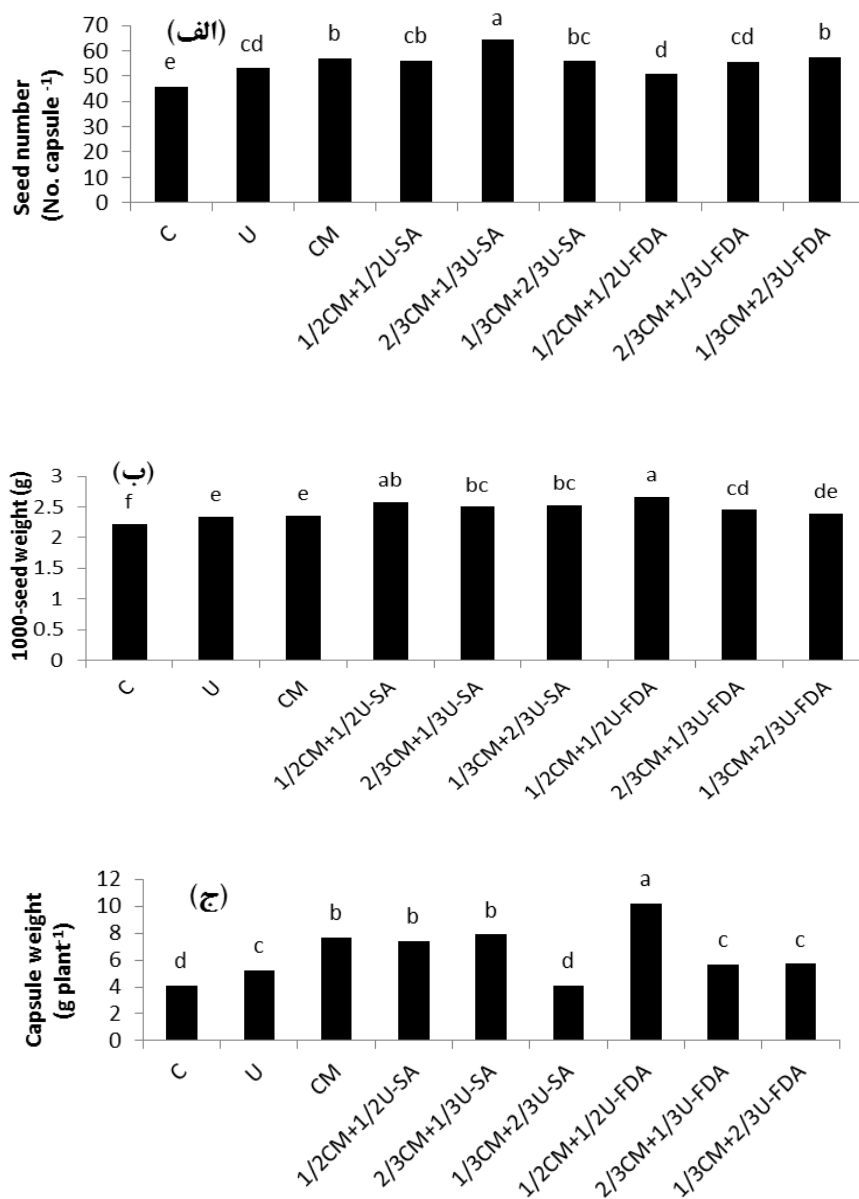 (الف)
Seed number
(No. capsule -1)
70
60
50
40
30
20
10
0
e
cd
b
cb
a
bc
d
cd
b
C
U
CM
1/2CM+1/2U-SA
2/3CM+1/3U-SA
1/3CM+2/3U-SA
1/2CM+1/2U-FDA
2/3CM+1/3U-FDA
1/3CM+2/3U-FDA
(ب)
1000-seed weight (g)
3
2.5
2
1.5
1
0.5
0
f
e
e
ab
bc
bc
a
cd
de
C
U
CM
1/2CM+1/2U-SA
2/3CM+1/3U-SA
1/3CM+2/3U-SA
1/2CM+1/2U-FDA
2/3CM+1/3U-FDA
1/3CM+2/3U-FDA
(ج)
Capsule weight
(g plant-1)
12
10
8
6
4
2
0
d
c
b
b
b
d
a
c
c
C
U
CM
1/2CM+1/2U-SA
2/3CM+1/3U-SA
1/3CM+2/3U-SA
1/2CM+1/2U-FDA
2/3CM+1/3U-FDA
1/3CM+2/3U-FDA